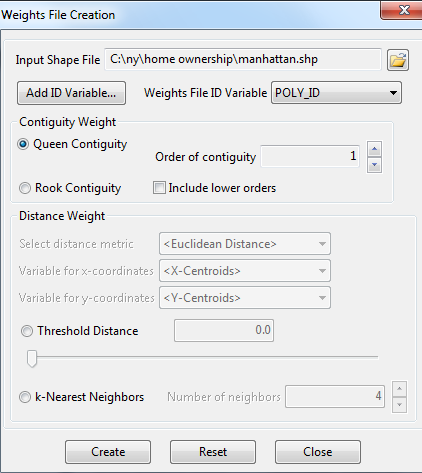 Weights File Creation
Input Shape File C:\ny\home ownership\manhattan.shp
Add ID Variable... Weights File ID Variable POLY_ID
Contiguity Weight
Queen Contiguity
Order of contiguity 1
Rook Contiguity Include lower orders
Distance Weight
Select distance metric <Euclidean Distance>
Variable for x-coordinates <X-Centroids>
Variable for y-coordinates <Y-Centroids>
Threshold Distance 0.0
k-Nearest Neighbors Number of neighbors 4
Create Reset Close